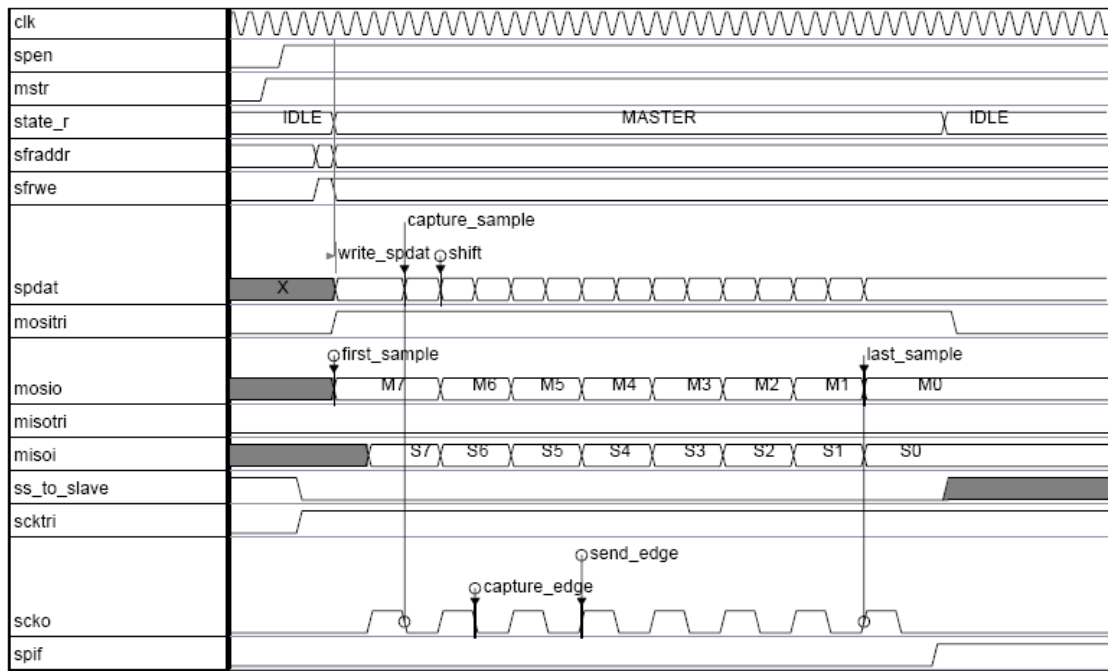 clk
spen
mstr
state_r IDLE MASTER IDLE
sfraddr
sfrwe
capture_sample
write_spdat shift
spdat X
mositri
first_sample last_sample
mosio M7 M6 M5 M4 M3 M2 M1 M0
misotri
misoi S7 S6 S5 S4 S3 S2 S1 S0
ss_to_slave
scktri
send_edge
capture_edge
scko
spif